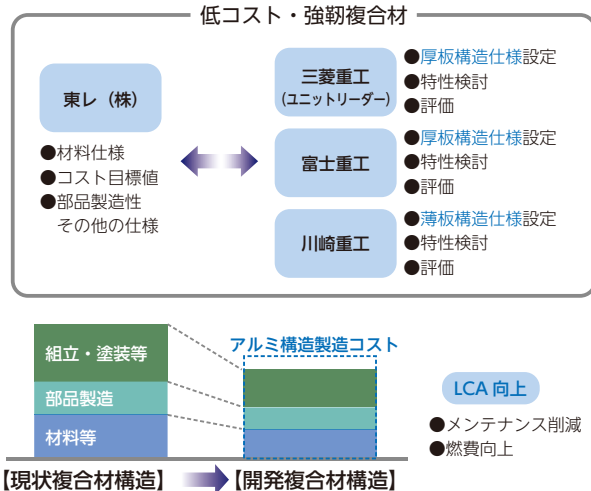 低コスト・強靭複合材
東レ（株）
●材料仕様
●コスト目標値
●部品製造性
その他の仕様
三菱重工
(ユニットリーダー)
●厚板構造仕様設定
●特性検討
●評価
富士重工
●厚板構造仕様設定
●特性検討
●評価
川崎重工
●薄板構造仕様設定
●特性検討
●評価
組立・塗装等
部品製造
材料等
アルミ構造製造コスト
LCA 向上
●メンテナンス削減
●燃費向上
【現状複合材構造】
【開発複合材構造】